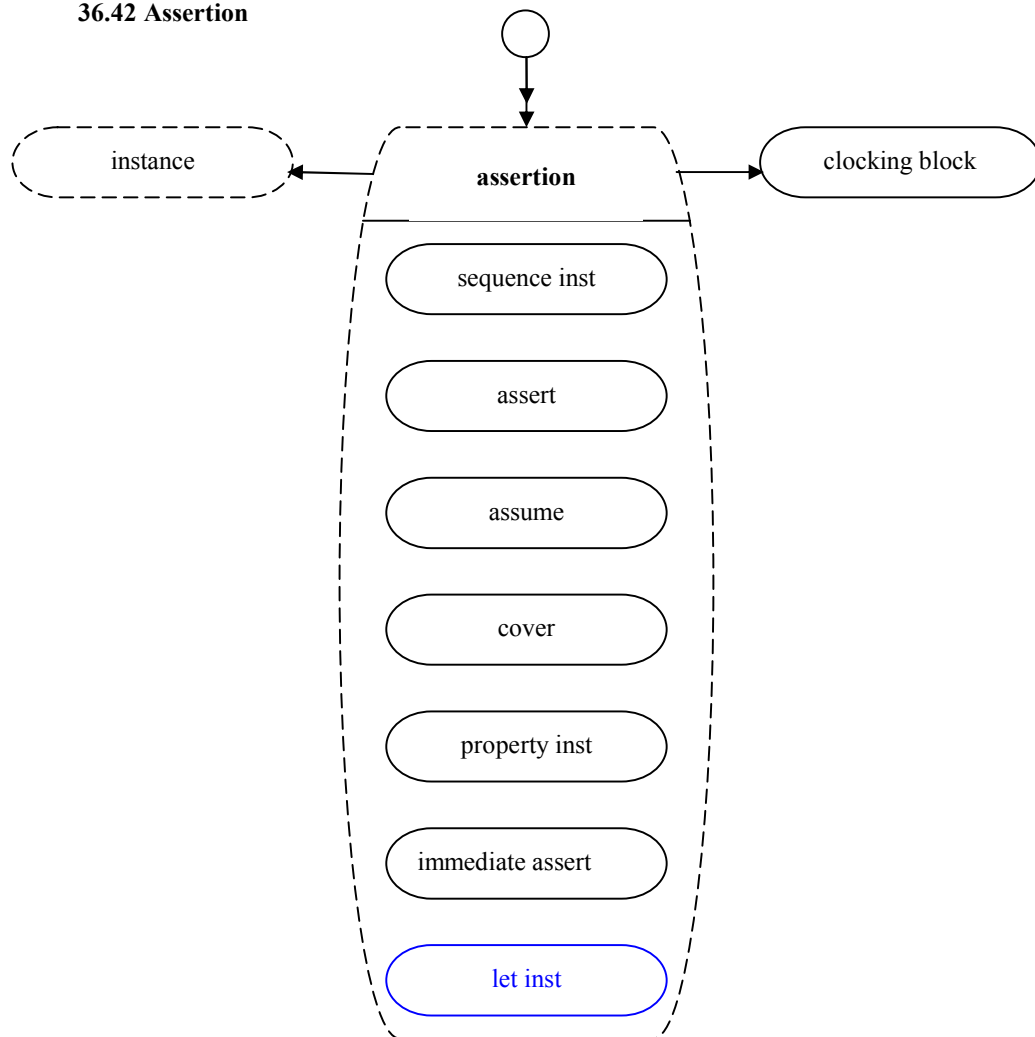 36.42 Assertion
instance
assertion
clocking block
sequence inst
assert
assume
cover
property inst
immediate assert
let inst